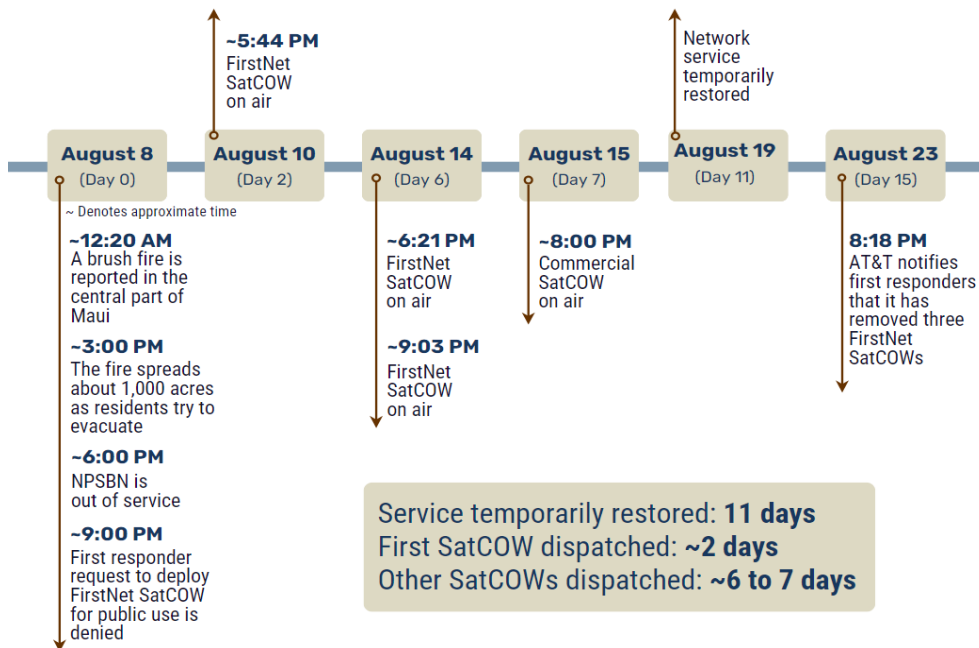 ~5:44 PM
FirstNet
SatCOW
on air
Network
service
temporarily
restored
August 8
(Day 0)
August 10
(Day 2)
August 14
(Day 6)
August 15
(Day 7)
August 19
(Day 11)
August 23
(Day 15)
~ Denotes approximate time
~12:20 AM
A brush fire is
reported in the
central part of
Maui
~3:00 PM
The fire spreads
about 1,000 acres
as residents try to
evacuate
~6:00 PM
NPSBN is
out of service
~9:00 PM
First responder
request to deploy
FirstNet SatCOW
for public use is
denied
~6:21 PM
FirstNet
SatCOW
on air
~9:03 PM
FirstNet
SatCOW
on air
~8:00 PM
Commercial
SatCOW
on air
8:18 PM
AT&T notifies
first responders
that it has
removed three
FirstNet
SatCOWs
Service temporarily restored: 11 days
First SatCOW dispatched: ~2 days
Other SatCOWs dispatched: ~6 to 7 days